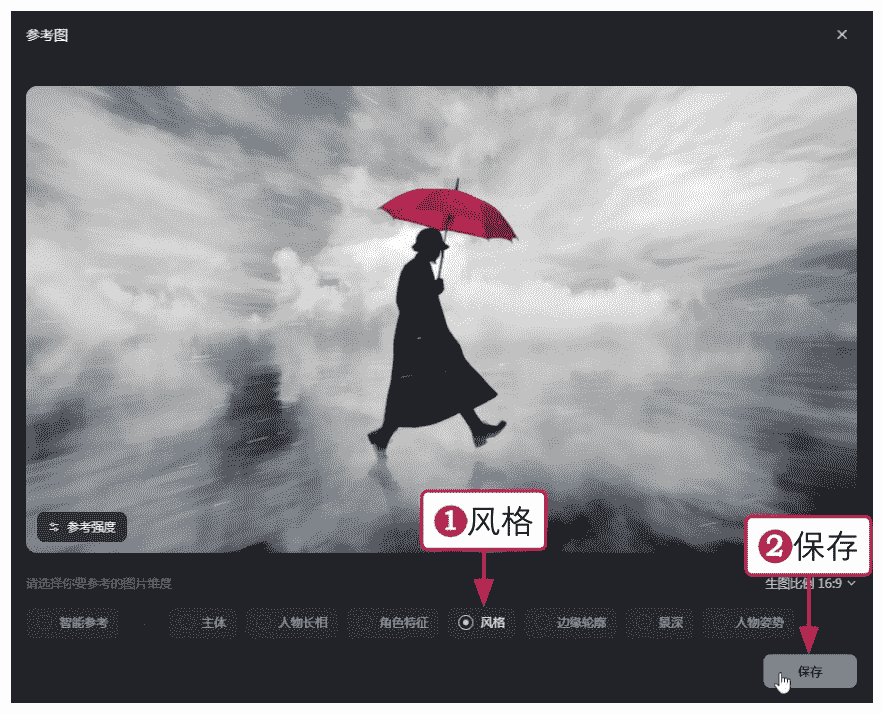 参考图
参考强度
❶风格
❷保存
请选择你要参考的图片维度
生图比例 16:9
智能参考 主体 人物长相 角色特征 风格 边缘轮廓 景深 人物姿势
保存